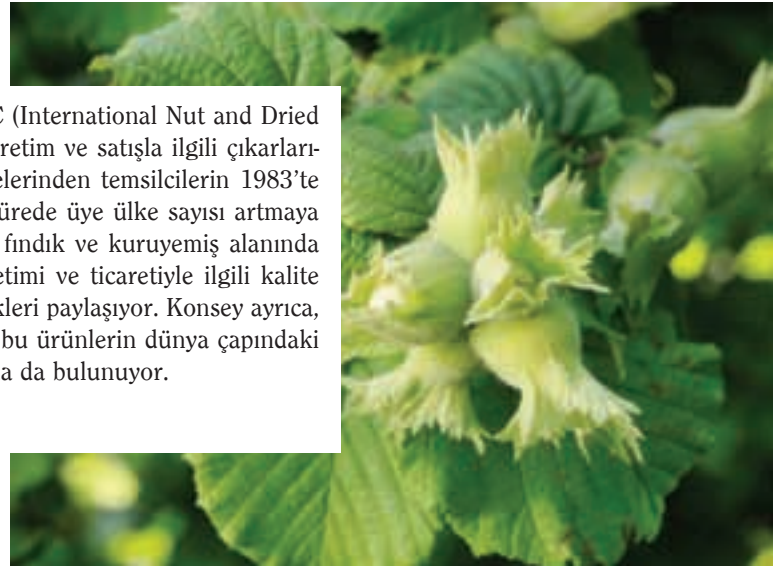 (International Nut and Dried
retim ve satışla ilgili çıkarları-
elerinden temsilcilerin 1983’te
ürede üye ülke sayısı artmaya
fındık ve kuruyemiş alanında
etimi ve ticaretiyle ilgili kalite
kleri paylaşıyor. Konsey ayrıca,
bu ürünlerin dünya çapındaki
a da bulunuyor.